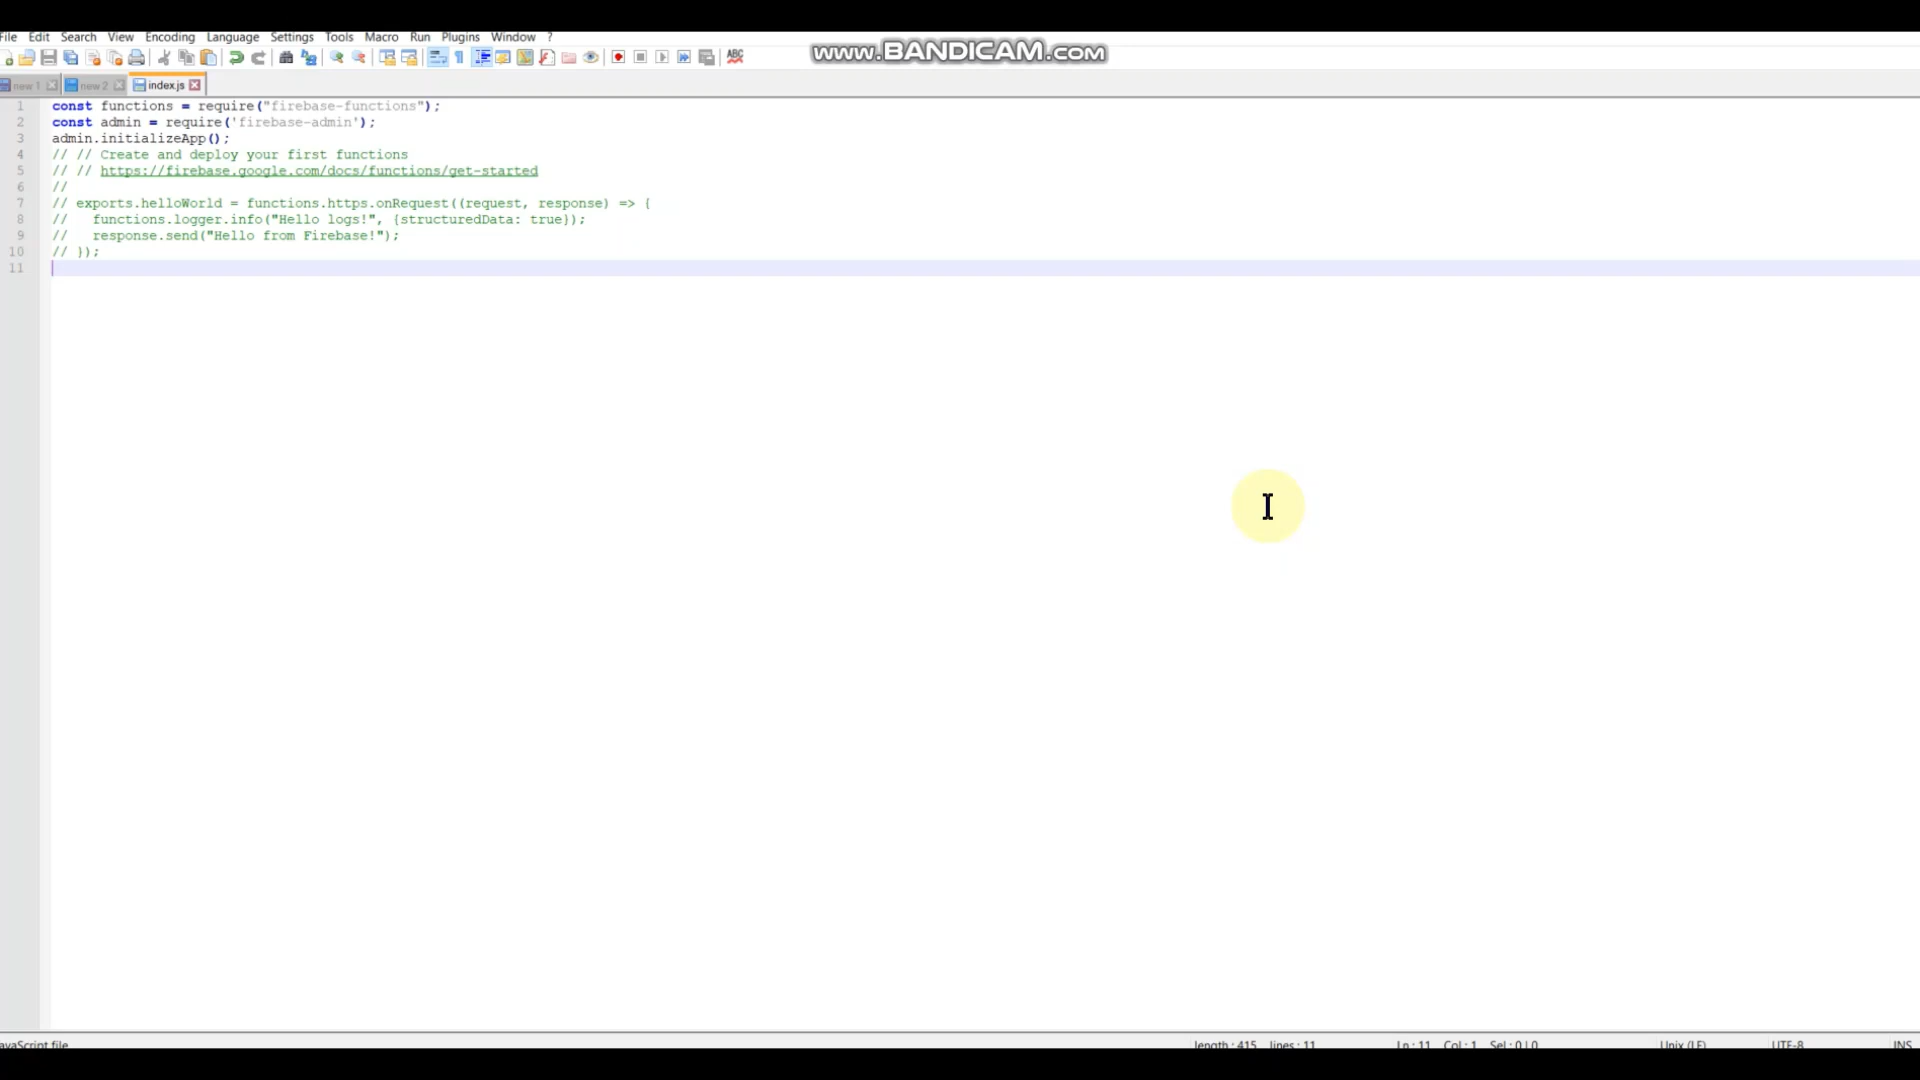 File Edit Search View Encoding Language Settings Tools Macro Run Plugins Window ?
www.BANDICAM.com
ABC
new 1 new 2 index.js
1 const functions = require("firebase-functions");
2 const admin = require('firebase-admin');
3 admin.initializeApp();
4 // // Create and deploy your first functions
5 // // https://firebase.google.com/docs/functions/get-started
6 //
7 // exports.helloWorld = functions.https.onRequest((request, response) => {
8 //   functions.logger.info("Hello logs!", {structuredData: true});
9 //   response.send("Hello from Firebase!");
10 // });
11
avaScript file length : 415 lines : 11 Ln : 11 Col : 1 Sel : 0 | 0 Unix (LF) UTF-8 INS